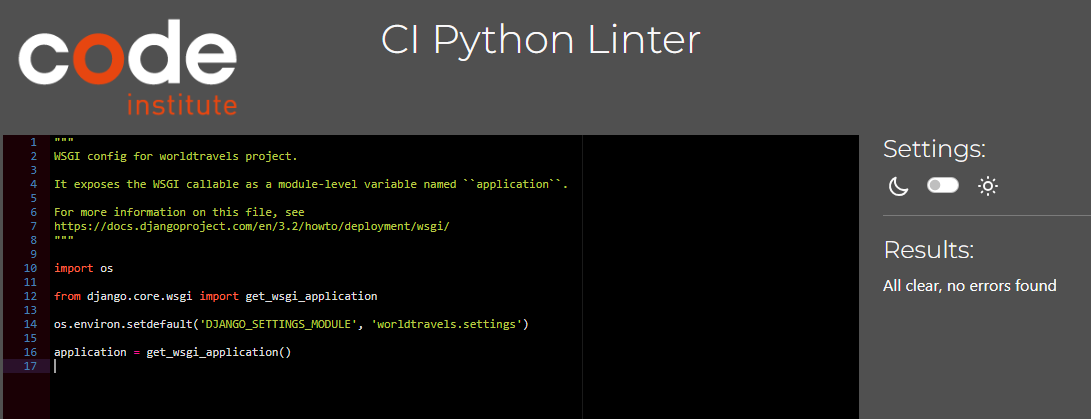 code
institute
CI Python Linter
1 """
2 WSGI config for worldtravels project.
3
4 It exposes the WSGI callable as a module-level variable named ``application``.
5
6 For more information on this file, see
7 https://docs.djangoproject.com/en/3.2/howto/deployment/wsgi/
8 """
9
10 import os
11
12 from django.core.wsgi import get_wsgi_application
13
14 os.environ.setdefault('DJANGO_SETTINGS_MODULE', 'worldtravels.settings')
15
16 application = get_wsgi_application()
17
Settings:
Results:
All clear, no errors found